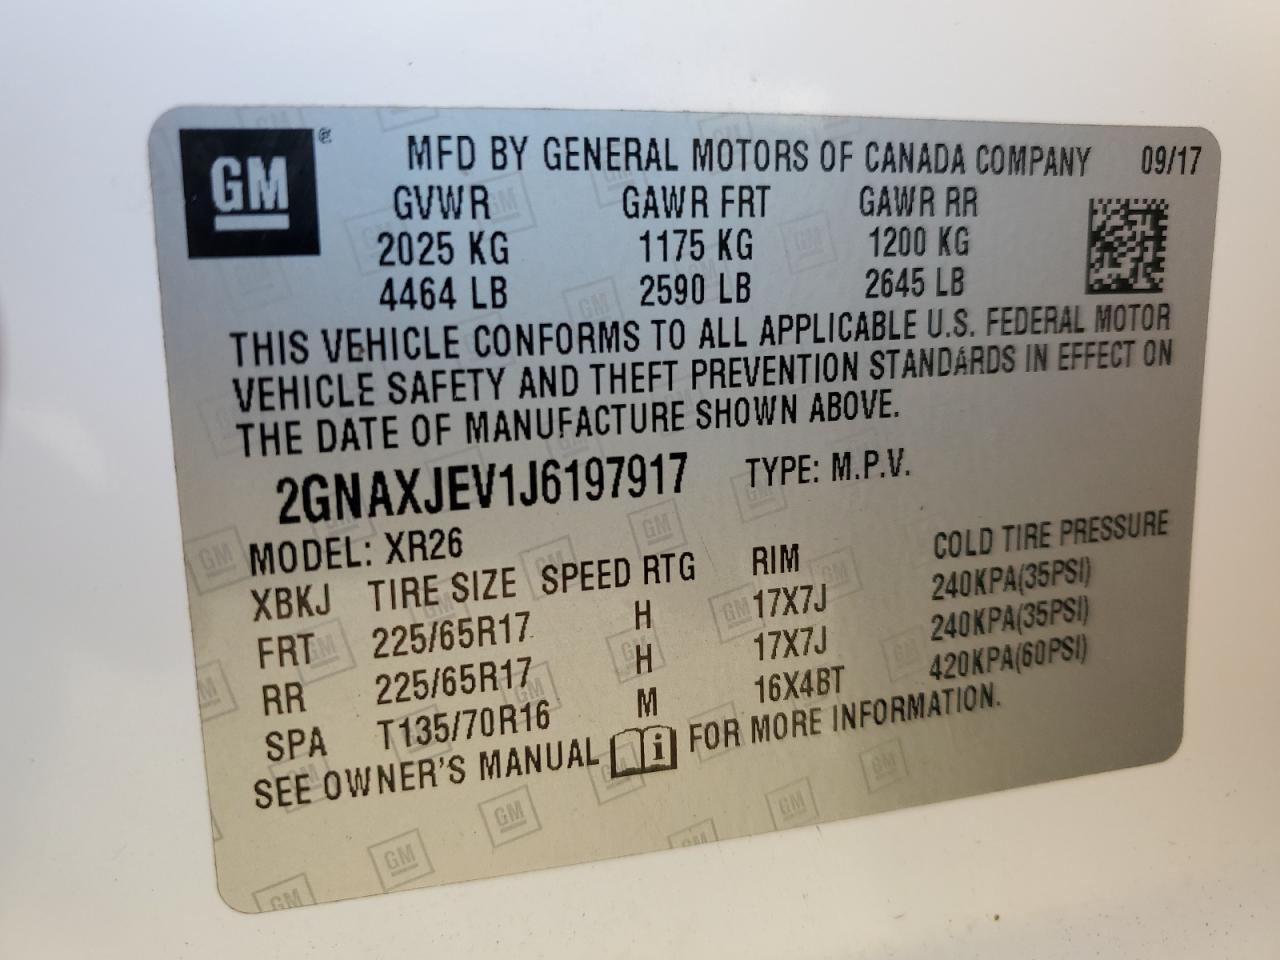 GM ® MFD BY GENERAL MOTORS OF CANADA COMPANY 09/17
GVWR GAWR FRT GAWR RR
2025 KG 1175 KG 1200 KG
4464 LB 2590 LB 2645 LB
THIS VEHICLE CONFORMS TO ALL APPLICABLE U.S. FEDERAL MOTOR
VEHICLE SAFETY AND THEFT PREVENTION STANDARDS IN EFFECT ON
THE DATE OF MANUFACTURE SHOWN ABOVE.
2GNAXJEV1J6197917 TYPE: M.P.V.
MODEL: XR26
XBKJ TIRE SIZE SPEED RTG RIM COLD TIRE PRESSURE
FRT 225/65R17 H 17X7J 240KPA(35PSI)
RR 225/65R17 H 17X7J 240KPA(35PSI)
SPA T135/70R16 M 16X4BT 420KPA(60PSI)
SEE OWNER'S MANUAL i FOR MORE INFORMATION.